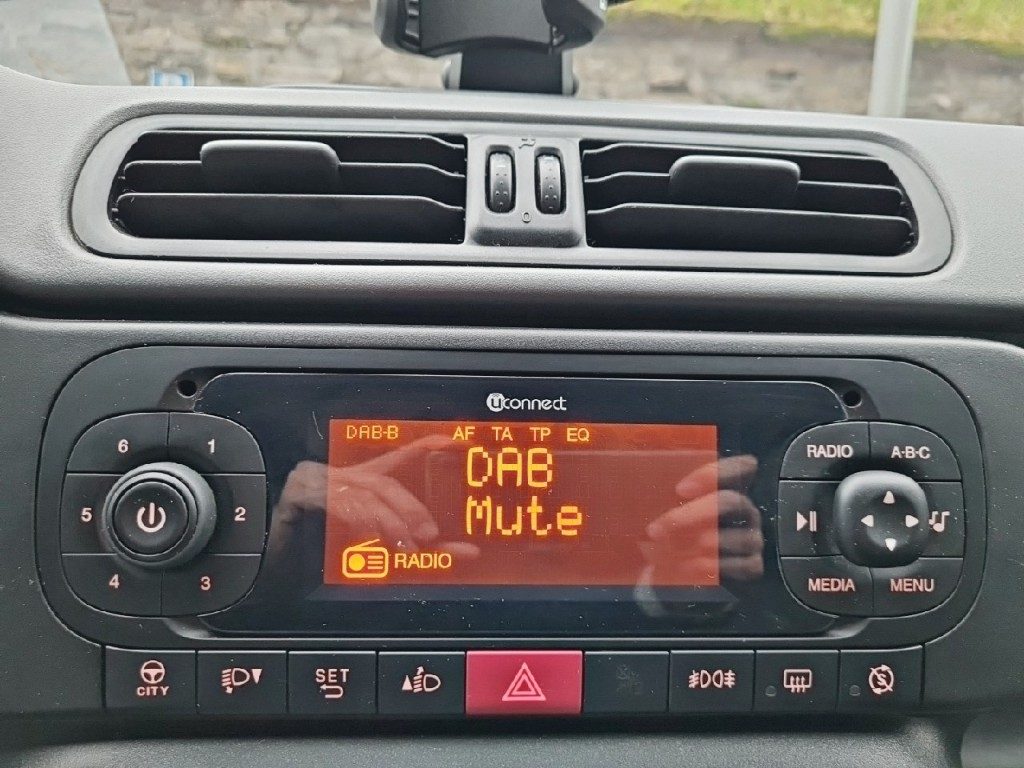 0
uconnect
DAB-B AF TA TP EQ
DAB
Mute
RADIO
6 1
5 2
4 3
RADIO A·B·C
MEDIA MENU
CITY
SET